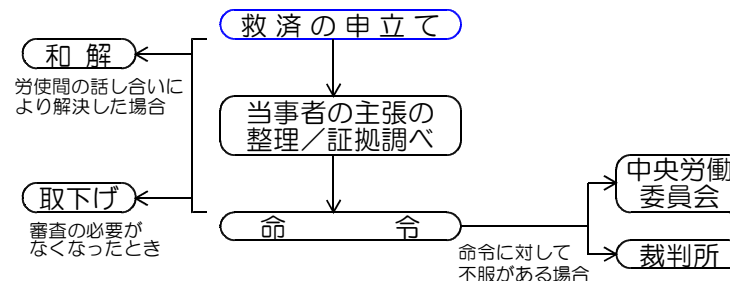 救済の申立て
和解
労使間の話し合いに
より解決した場合
当事者の主張の
整理／証拠調べ
取下げ
審査の必要が
なくなったとき
命令
命令に対して
不服がある場合
中央労働
委員会
裁判所